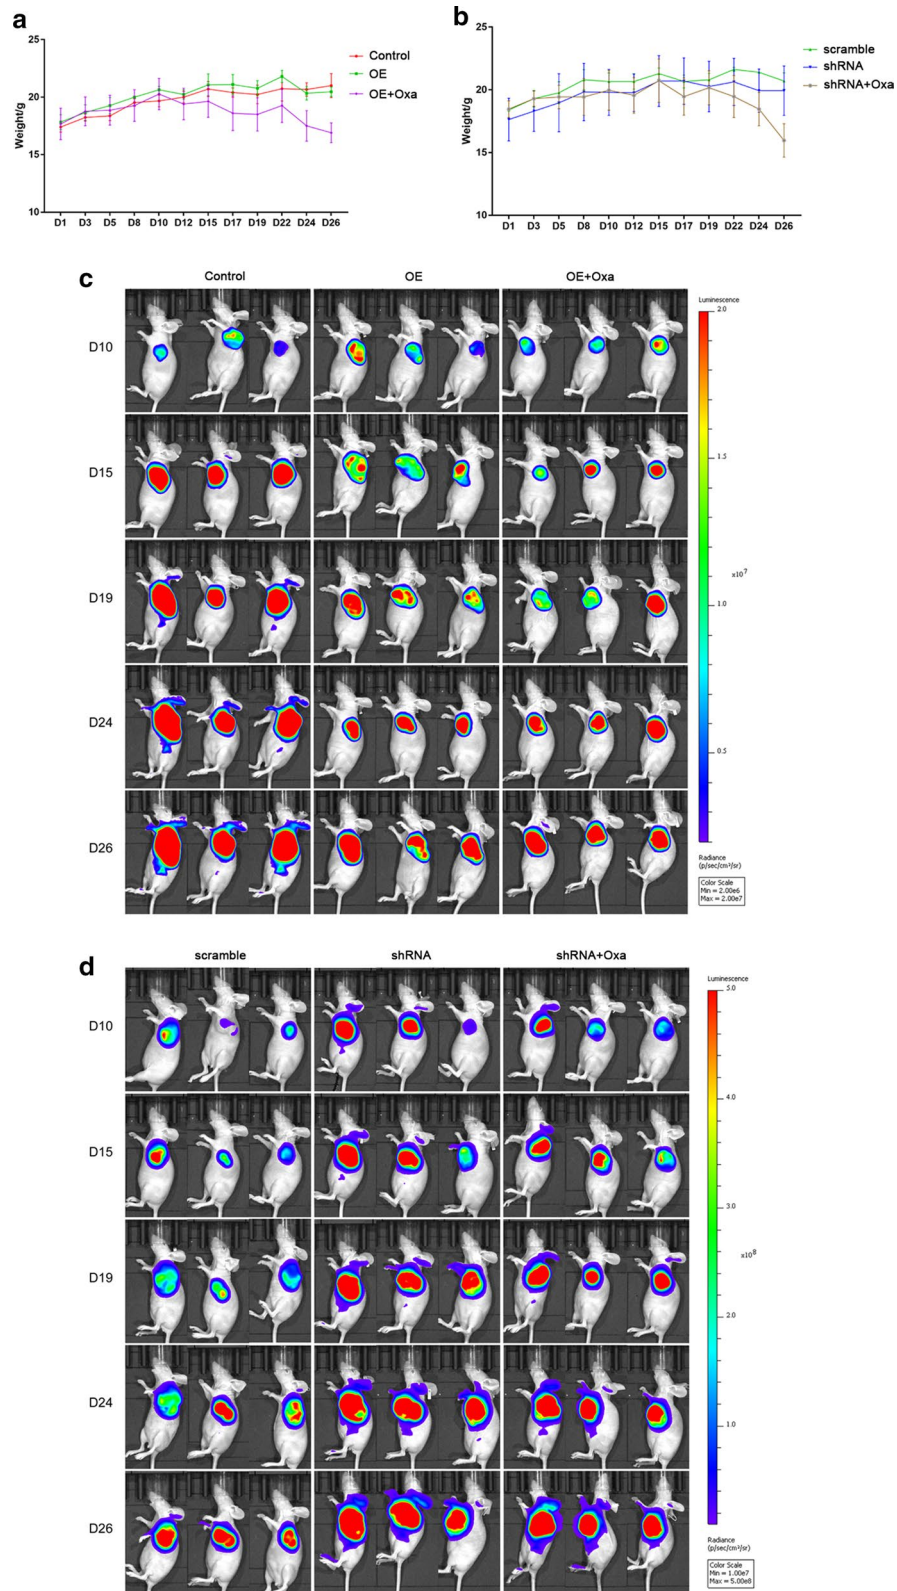 a
25
20
15
10
Weight/g
D1 D3 D5 D8 D10 D12 D15 D17 D19 D22 D24 D26
Control
OE
OE+Oxa
b
25
20
15
10
Weight/g
D1 D3 D5 D8 D10 D12 D15 D17 D19 D22 D24 D26
scramble
shRNA
shRNA+Oxa
c
Control OE OE+Oxa
D10
D15
D19
D24
D26
Luminescence
2.0
1.5
x10⁷
1.0
0.5
Radiance
(p/sec/cm²/sr)
Color Scale
Min = 2.00e6
Max = 2.00e7
d
scramble shRNA shRNA+Oxa
D10
D15
D19
D24
D26
Luminescence
5.0
4.0
3.0
x10⁸
2.0
1.0
Radiance
(p/sec/cm²/sr)
Color Scale
Min = 1.00e7
Max = 5.00e8